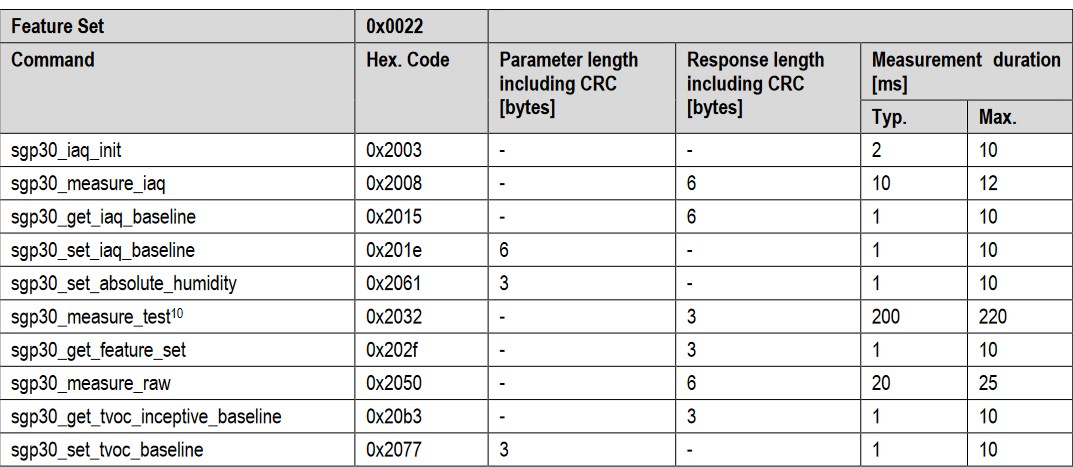 Feature Set 0x0022
Command Hex. Code Parameter length including CRC [bytes] Response length including CRC [bytes] Measurement duration [ms]
Typ. Max.
sgp30_iaq_init 0x2003 - - 2 10
sgp30_measure_iaq 0x2008 - 6 10 12
sgp30_get_iaq_baseline 0x2015 - 6 1 10
sgp30_set_iaq_baseline 0x201e 6 - 1 10
sgp30_set_absolute_humidity 0x2061 3 - 1 10
sgp30_measure_test¹⁰ 0x2032 - 3 200 220
sgp30_get_feature_set 0x202f - 3 1 10
sgp30_measure_raw 0x2050 - 6 20 25
sgp30_get_tvoc_inceptive_baseline 0x20b3 - 3 1 10
sgp30_set_tvoc_baseline 0x2077 3 - 1 10